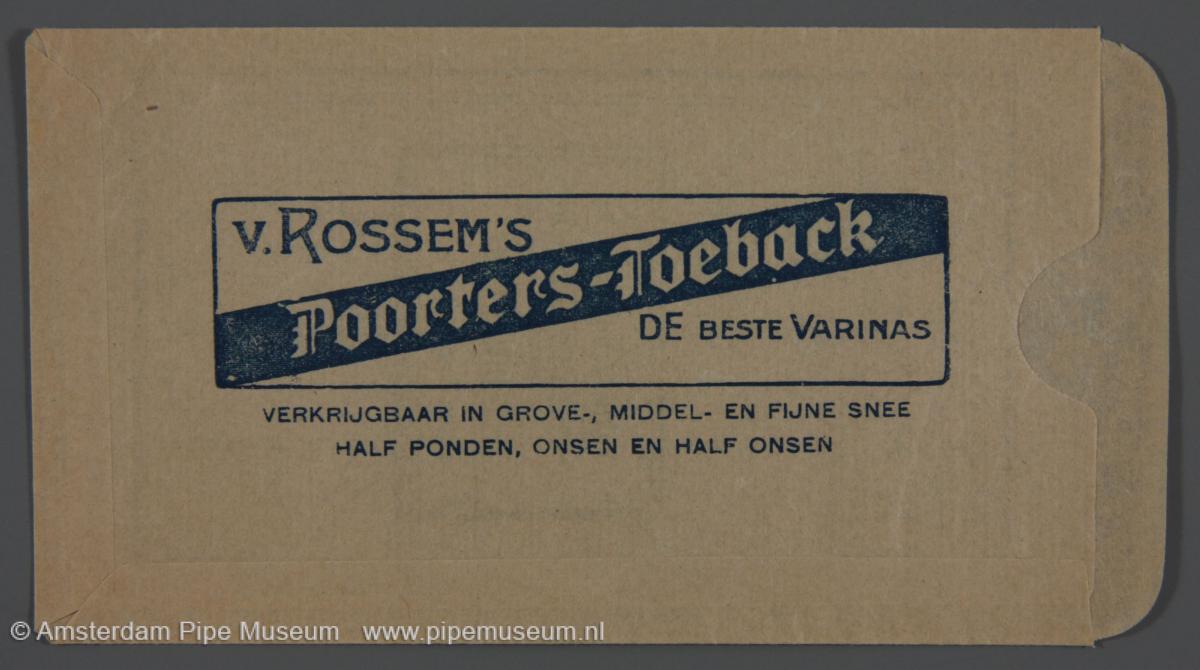 V. ROSSEM'S
Poorters-Toeback
DE BESTE VARINAS
VERKRIJGBAAR IN GROVE-, MIDDEL- EN FIJNE SNEE
HALF PONDEN, ONSEN EN HALF ONSEN
© Amsterdam Pipe Museum www.pipemuseum.nl